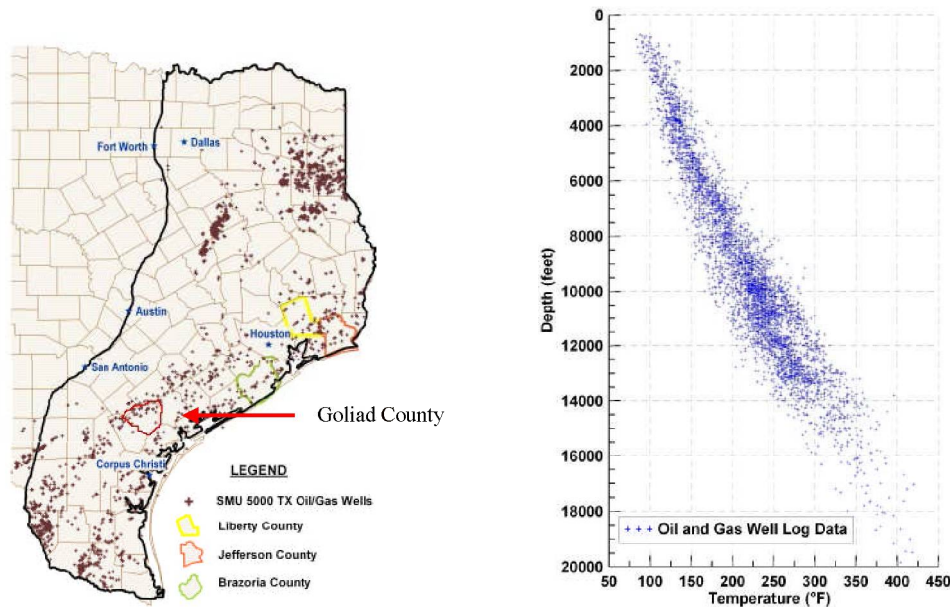 Fort Worth
Dallas
Austin
Houston
San Antonio
Goliad County
Corpus Christi
LEGEND
SMU 5000 TX Oil/Gas Wells
Liberty County
Jefferson County
Brazoria County
0
2000
4000
6000
8000
10000
12000
14000
16000
18000
20000
Depth (feet)
+ + + Oil and Gas Well Log Data
50 100 150 200 250 300 350 400 450
Temperature (°F)